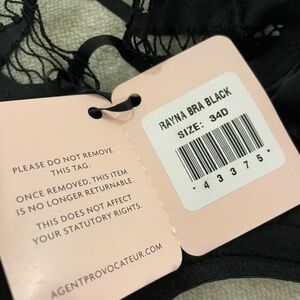 PLEASE DO NOT REMOVE
THIS TAG.
ONCE REMOVED, THIS ITEM
IS NO LONGER RETURNABLE.
THIS DOES NOT AFFECT
YOUR STATUTORY RIGHTS.
AGENTPROVOCATEUR.COM
RAYNA BRA BLACK
SIZE: 34D
*43375*